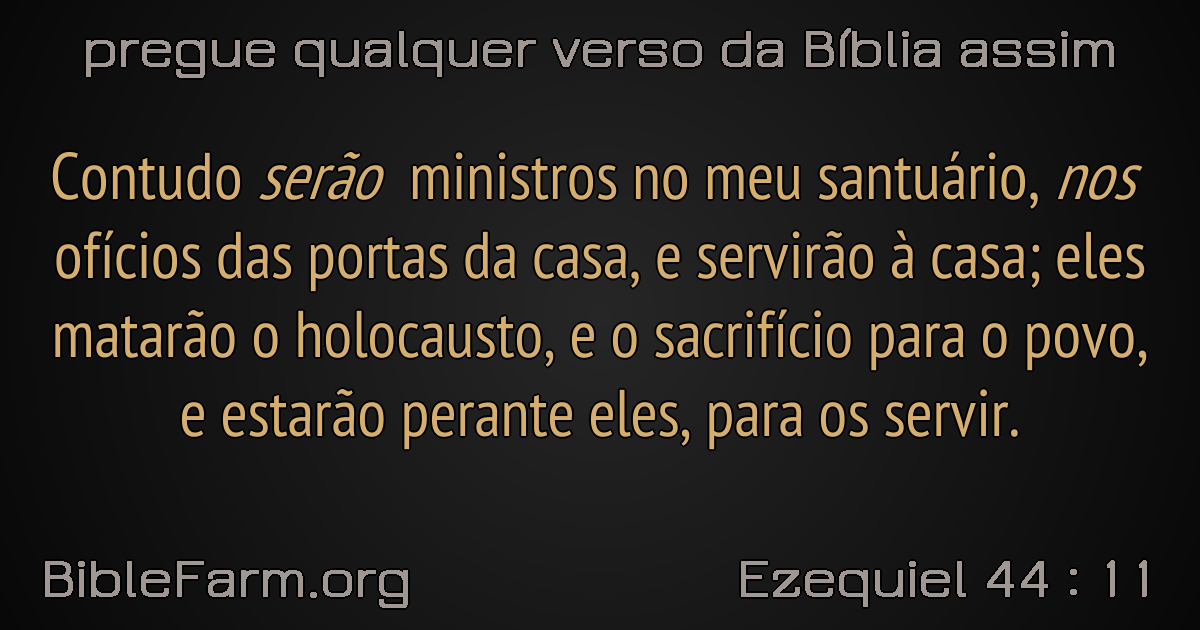 pregue qualquer verso da Bíblia assim
Contudo serão ministros no meu santuário, nos
ofícios das portas da casa, e servirão à casa; eles
matarão o holocausto, e o sacrifício para o povo,
e estarão perante eles, para os servir.
BibleFarm.org
Ezequiel 44 : 11